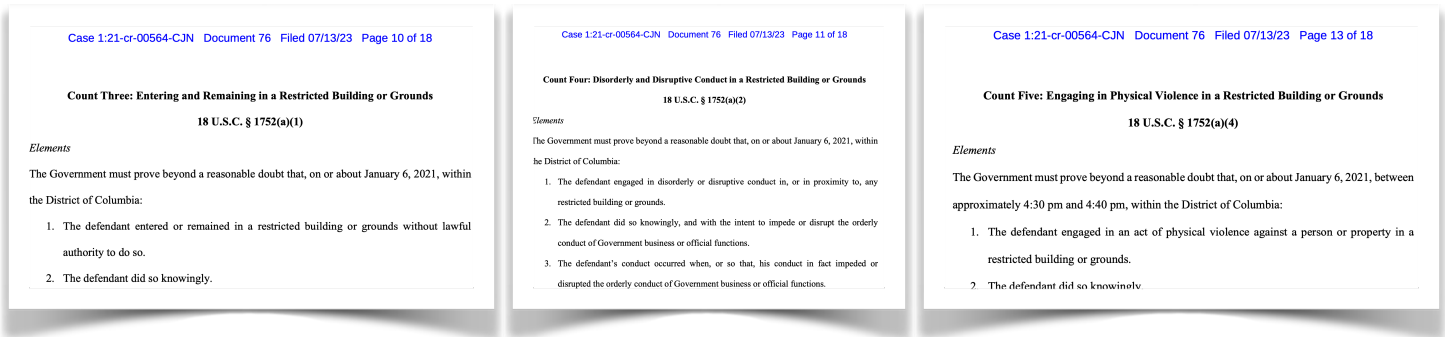 Case 1:21-cr-00564-CJN Document 76 Filed 07/13/23 Page 10 of 18
Count Three: Entering and Remaining in a Restricted Building or Grounds
18 U.S.C. § 1752(a)(1)
Elements
The Government must prove beyond a reasonable doubt that, on or about January 6, 2021, within
the District of Columbia:
1. The defendant entered or remained in a restricted building or grounds without lawful
authority to do so.
2. The defendant did so knowingly.
Case 1:21-cr-00564-CJN Document 76 Filed 07/13/23 Page 11 of 18
Count Four: Disorderly and Disruptive Conduct in a Restricted Building or Grounds
18 U.S.C. § 1752(a)(2)
Elements
The Government must prove beyond a reasonable doubt that, on or about January 6, 2021, within
he District of Columbia:
1. The defendant engaged in disorderly or disruptive conduct in, or in proximity to, any
restricted building or grounds.
2. The defendant did so knowingly, and with the intent to impede or disrupt the orderly
conduct of Government business or official functions.
3. The defendant's conduct occurred when, or so that, his conduct in fact impeded or
disrupted the orderly conduct of Government business or official functions.
Case 1:21-cr-00564-CJN Document 76 Filed 07/13/23 Page 13 of 18
Count Five: Engaging in Physical Violence in a Restricted Building or Grounds
18 U.S.C. § 1752(a)(4)
Elements
The Government must prove beyond a reasonable doubt that, on or about January 6, 2021, between
approximately 4:30 pm and 4:40 pm, within the District of Columbia:
1. The defendant engaged in an act of physical violence against a person or property in a
restricted building or grounds.
2. The defendant did so knowingly.